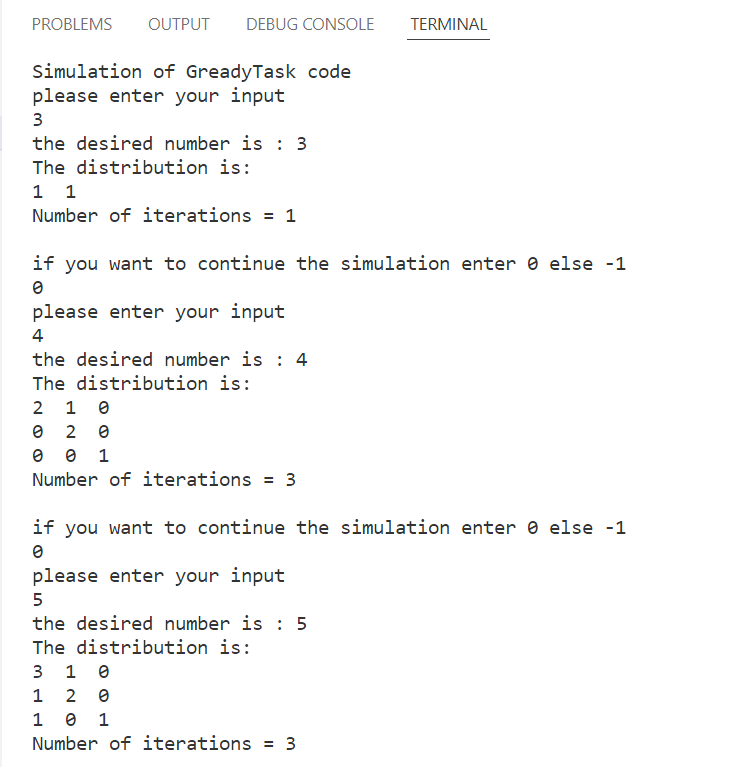 PROBLEMS OUTPUT DEBUG CONSOLE TERMINAL
Simulation of GreadyTask code
please enter your input
3
the desired number is : 3
The distribution is:
1 1
Number of iterations = 1
if you want to continue the simulation enter 0 else -1
0
please enter your input
4
the desired number is : 4
The distribution is:
2 1 0
0 2 0
0 0 1
Number of iterations = 3
if you want to continue the simulation enter 0 else -1
0
please enter your input
5
the desired number is : 5
The distribution is:
3 1 0
1 2 0
1 0 1
Number of iterations = 3